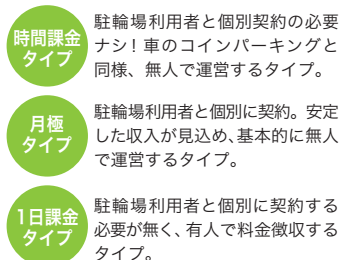 時間課金
タイプ
駐輪場利用者と個別契約の必要
ナシ！車のコインパーキングと
同様、無人で運営するタイプ。
月極
タイプ
駐輪場利用者と個別に契約。安定
した収入が見込め、基本的に無人
で運営するタイプ。
1日課金
タイプ
駐輪場利用者と個別に契約する
必要が無く、有人で料金徴収する
タイプ。